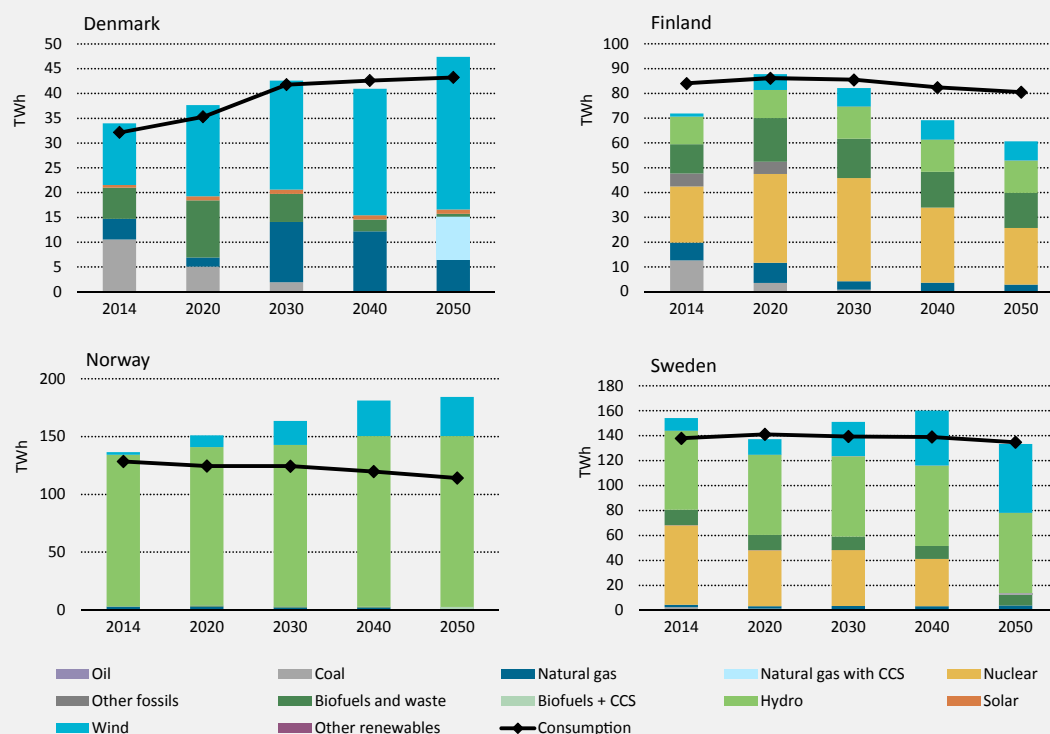 Denmark
50
45
40
35
30
25
20
15
10
5
0
TWh
2014 2020 2030 2040 2050
Finland
100
90
80
70
60
50
40
30
20
10
0
TWh
2014 2020 2030 2040 2050
Norway
200
150
100
50
0
TWh
2014 2020 2030 2040 2050
Sweden
180
160
140
120
100
80
60
40
20
0
TWh
2014 2020 2030 2040 2050
Oil Coal Natural gas Natural gas with CCS Nuclear
Other fossils Biofuels and waste Biofuels + CCS Hydro Solar
Wind Other renewables Consumption